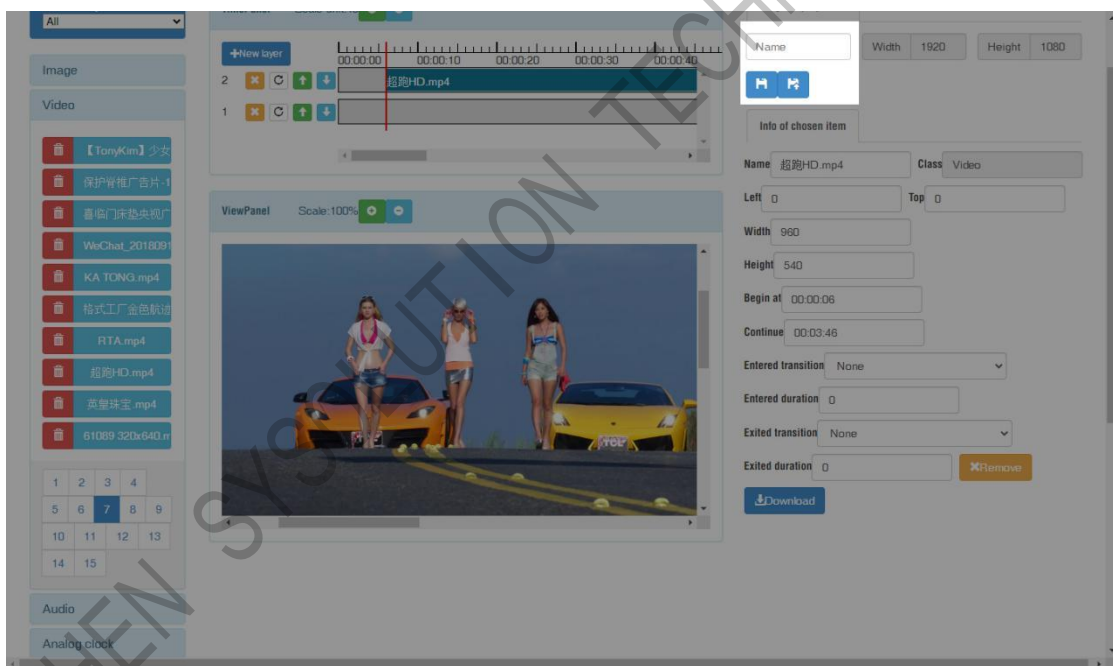 All
Image
Video
【TonyKim】少女
保护脊椎广告片-1
喜临门床垫央视广
WeChat_2018091
KA TONG.mp4
格式工厂金色航道
RTA.mp4
超跑HD.mp4
英皇珠宝.mp4
61089 320x640.m
1 2 3 4
5 6 7 8 9
10 11 12 13
14 15
Audio
Analog clock
+New layer
00:00:00 00:00:10 00:00:20 00:00:30 00:00:40
2 超跑HD.mp4
1
ViewPanel Scale:100%
TCL
Name Width 1920 Height 1080
Info of chosen item
Name 超跑HD.mp4 Class Video
Left 0 Top 0
Width 960
Height 540
Begin at 00:00:06
Continue 00:03:46
Entered transition None
Entered duration 0
Exited transition None
Exited duration 0 Remove
Download
SYSOLUTION